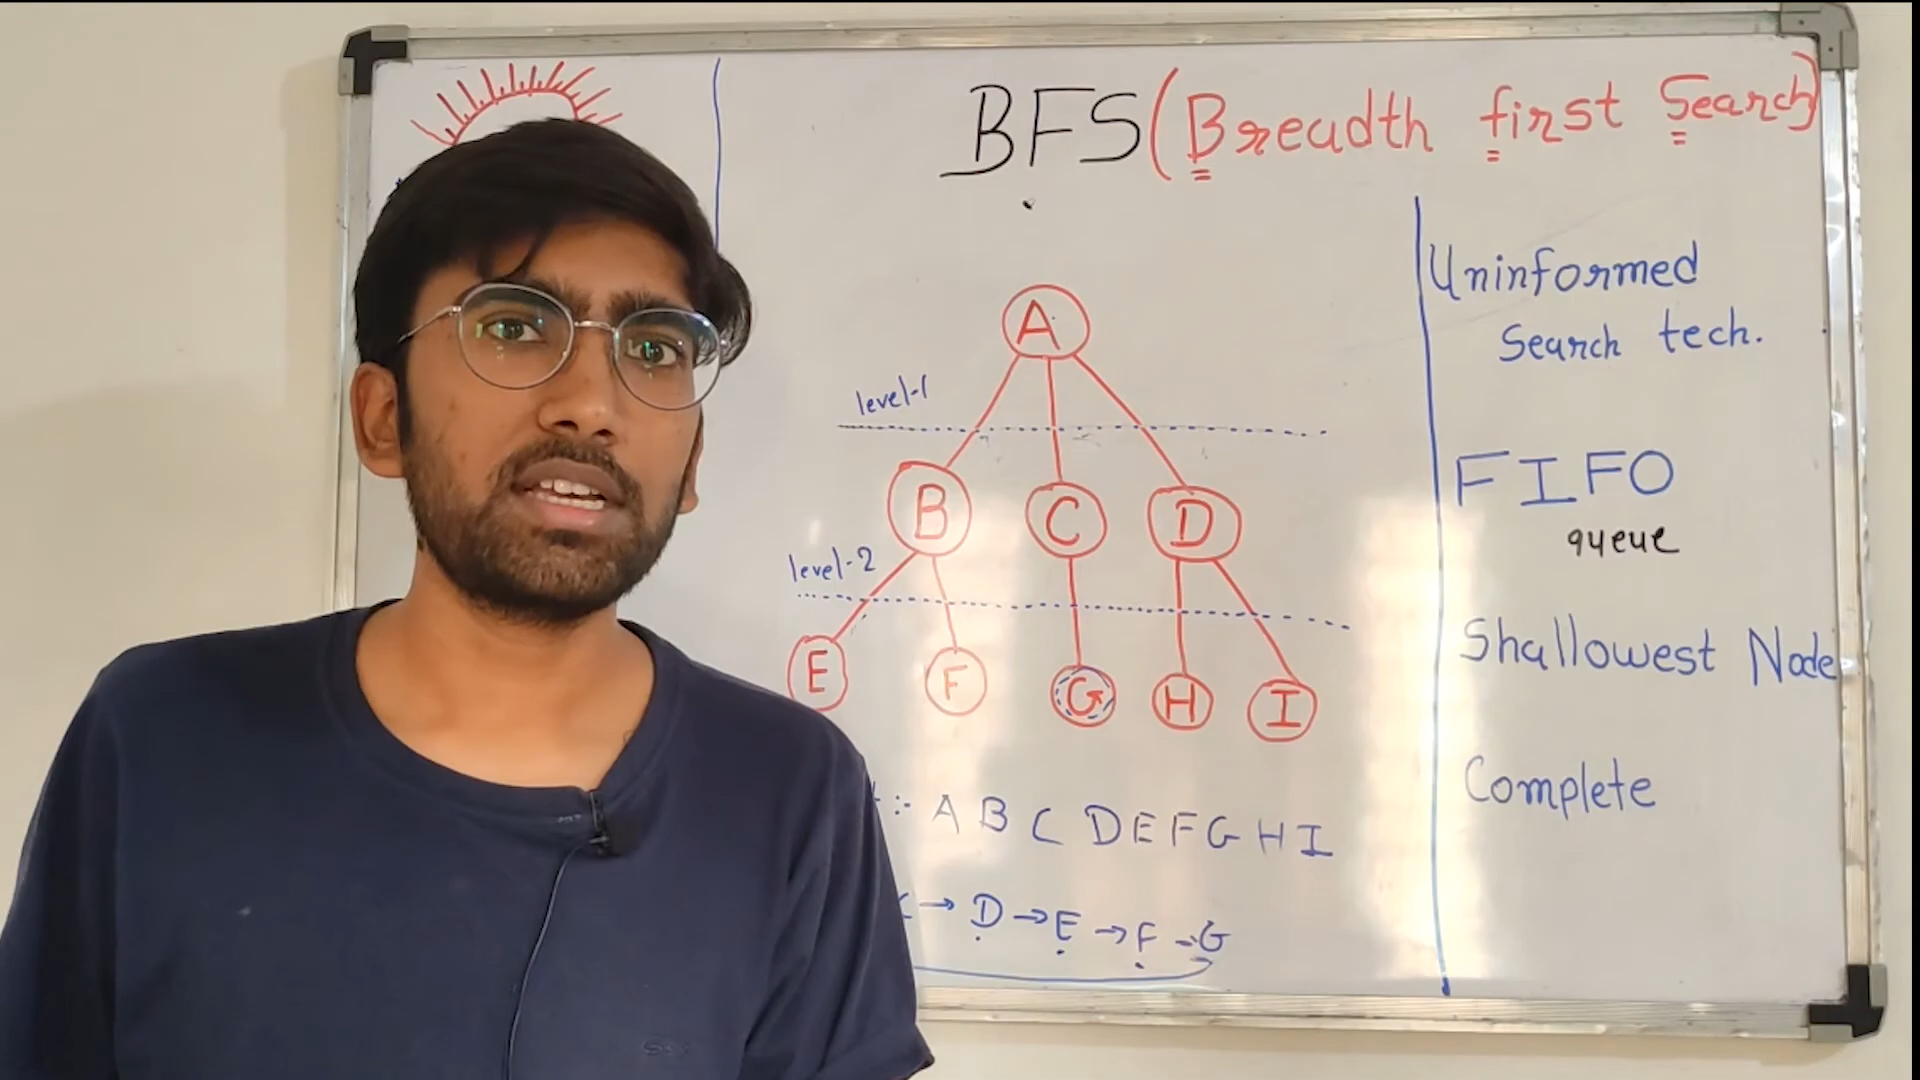 BFS (Breadth first Search)
A
level-1
B C D
level-2
E F G H I
:- A B C D E F G H I
→ D → E → F → G
Uninformed
Search tech.
FIFO
queue
Shallowest Node
Complete